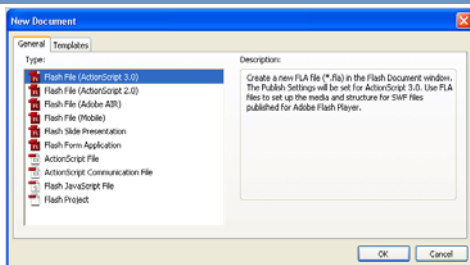 New Document
General Templates
Type:
Flash File (ActionScript 3.0)
Flash File (ActionScript 2.0)
Flash File (Adobe AIR)
Flash File (Mobile)
Flash Slide Presentation
Flash Form Application
ActionScript File
ActionScript Communication File
Flash JavaScript File
Flash Project
Description:
Create a new FLA file (*.fla) in the Flash Document window.
The Publish Settings will be set for ActionScript 3.0. Use FLA
files to set up the media and structure for SWF files
published for Adobe Flash Player.
OK Cancel